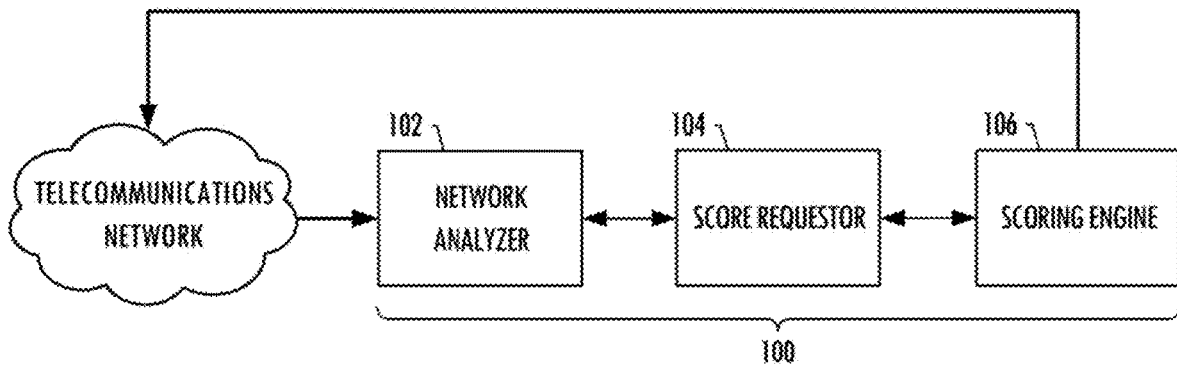 102
104
106
TELECOMMUNICATIONS
NETWORK
NETWORK
ANALYZER
SCORE REQUESTOR
SCORING ENGINE
100